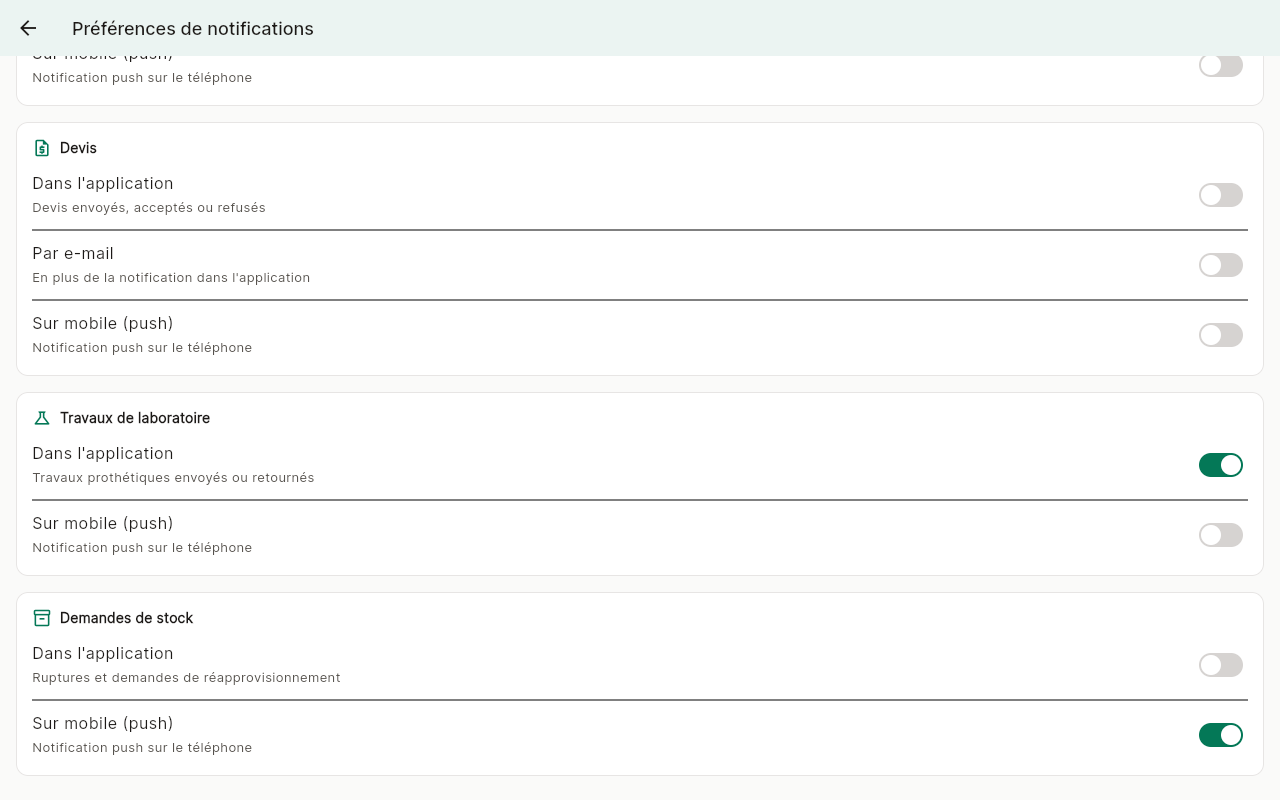 Préférences de notifications
Sur mobile (push)
Notification push sur le téléphone
Devis
Dans l'application
Devis envoyés, acceptés ou refusés
Par e-mail
En plus de la notification dans l'application
Sur mobile (push)
Notification push sur le téléphone
Travaux de laboratoire
Dans l'application
Travaux prothétiques envoyés ou retournés
Sur mobile (push)
Notification push sur le téléphone
Demandes de stock
Dans l'application
Ruptures et demandes de réapprovisionnement
Sur mobile (push)
Notification push sur le téléphone